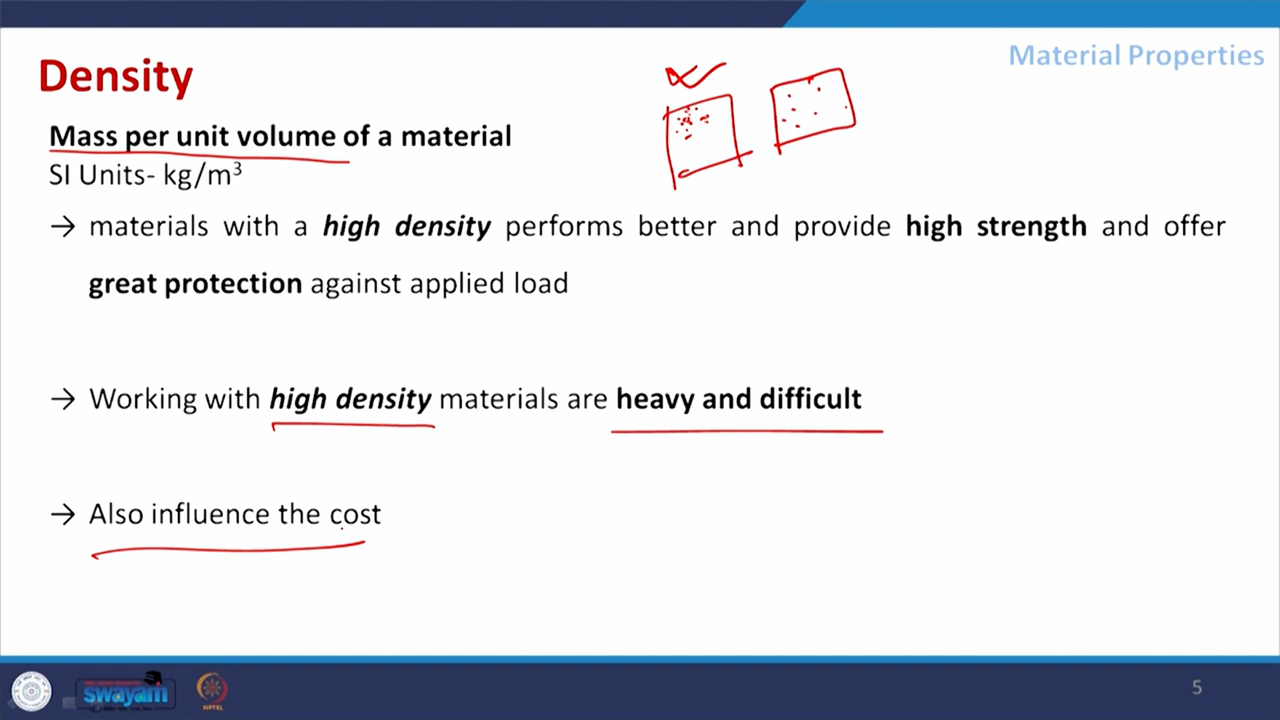 Material Properties
Density
Mass per unit volume of a material
SI Units- kg/m³
→ materials with a high density performs better and provide high strength and offer
great protection against applied load
→ Working with high density materials are heavy and difficult
→ Also influence the cost
swayam
NPTEL
5